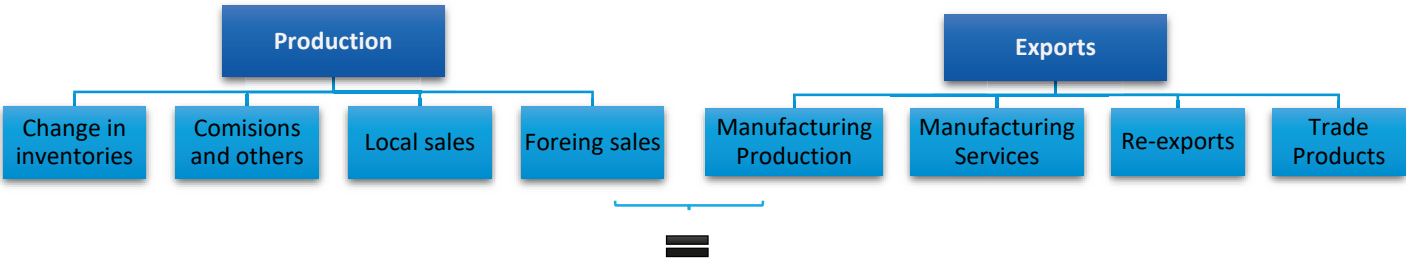 Production
Exports
Change in
inventories
Comisions
and others
Local sales
Foreing sales
Manufacturing
Production
Manufacturing
Services
Re-exports
Trade
Products
=